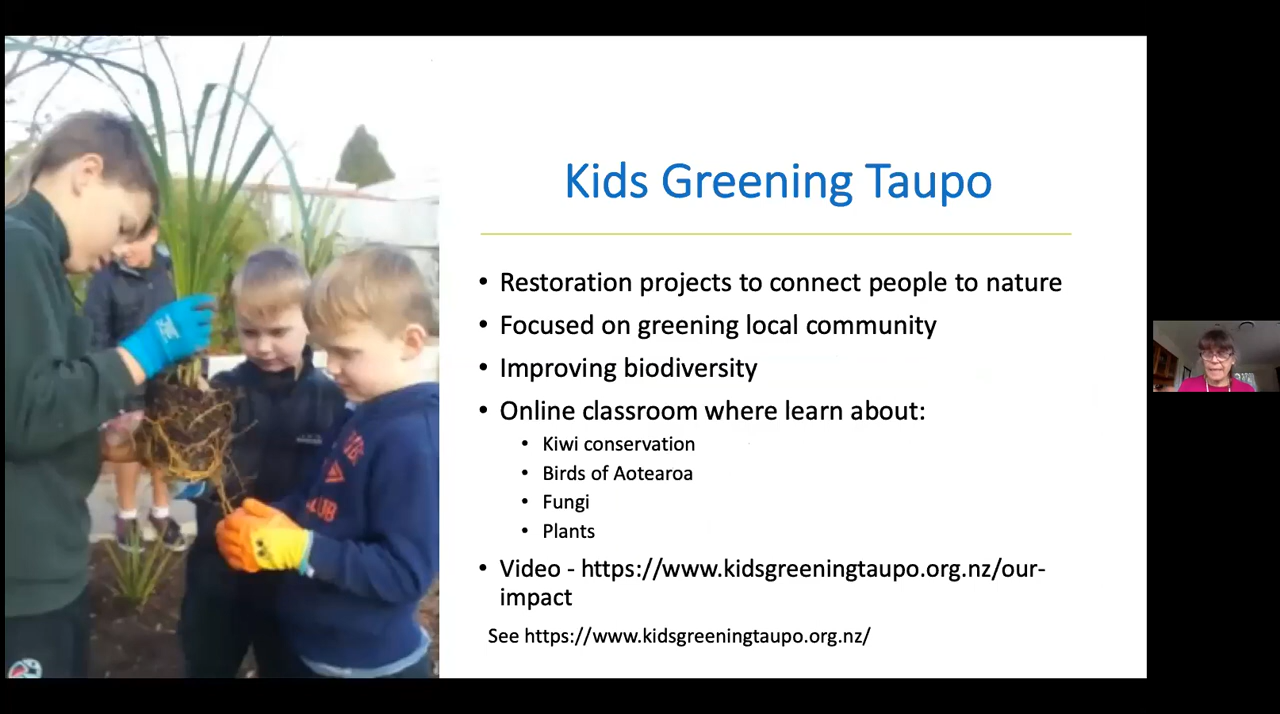 Kids Greening Taupo
• Restoration projects to connect people to nature
• Focused on greening local community
• Improving biodiversity
• Online classroom where learn about:
• Kiwi conservation
• Birds of Aotearoa
• Fungi
• Plants
• Video - https://www.kidsgreeningtaupo.org.nz/our-
impact
See https://www.kidsgreeningtaupo.org.nz/